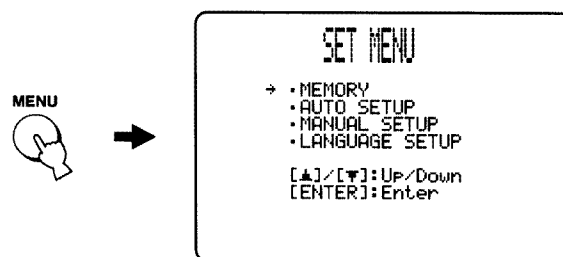 MENU
SET MENU
→ •MEMORY
•AUTO SETUP
•MANUAL SETUP
•LANGUAGE SETUP
[▲]/[▼]:Up/Down
[ENTER]:Enter